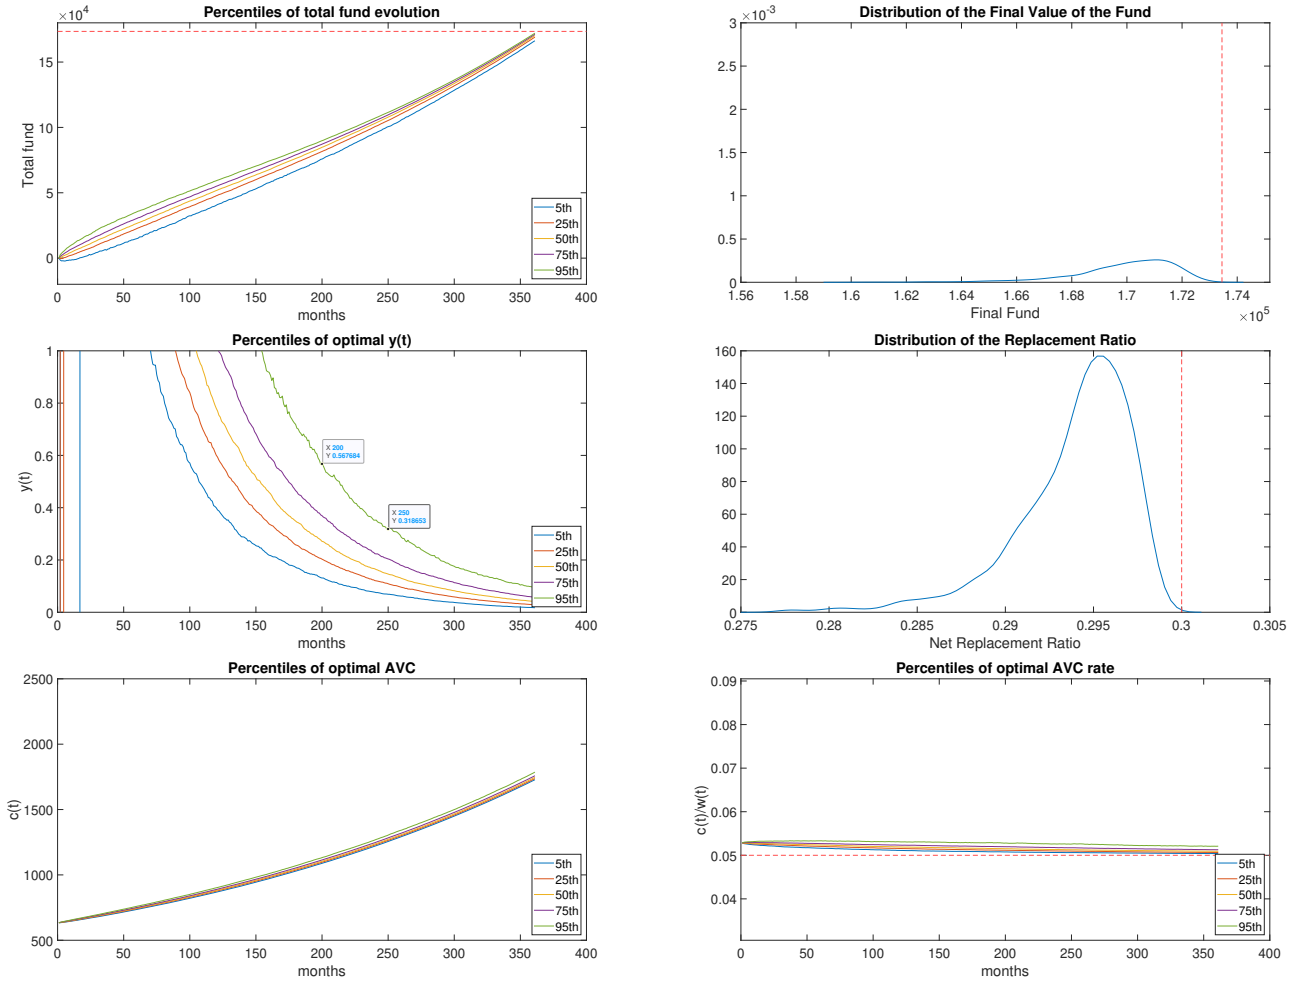 Percentiles of total fund evolution
×10⁴
15
10
5
0
Total fund
0 50 100 150 200 250 300 350 400
months
5th
25th
50th
75th
95th
Distribution of the Final Value of the Fund
×10⁻³
3
2.5
2
1.5
1
0.5
0
1.56 1.58 1.6 1.62 1.64 1.66 1.68 1.7 1.72 1.74
×10⁵
Final Fund
Percentiles of optimal y(t)
1
0.8
0.6
0.4
0.2
0
y(t)
X 200
Y 0.567684
X 250
Y 0.318653
0 50 100 150 200 250 300 350 400
months
5th
25th
50th
75th
95th
Distribution of the Replacement Ratio
160
140
120
100
80
60
40
20
0
0.275 0.28 0.285 0.29 0.295 0.3 0.305
Net Replacement Ratio
Percentiles of optimal AVC
2500
2000
1500
1000
500
c(t)
0 50 100 150 200 250 300 350 400
months
5th
25th
50th
75th
95th
Percentiles of optimal AVC rate
0.09
0.08
0.07
0.06
0.05
0.04
c(t)/w(t)
0 50 100 150 200 250 300 350 400
months
5th
25th
50th
75th
95th